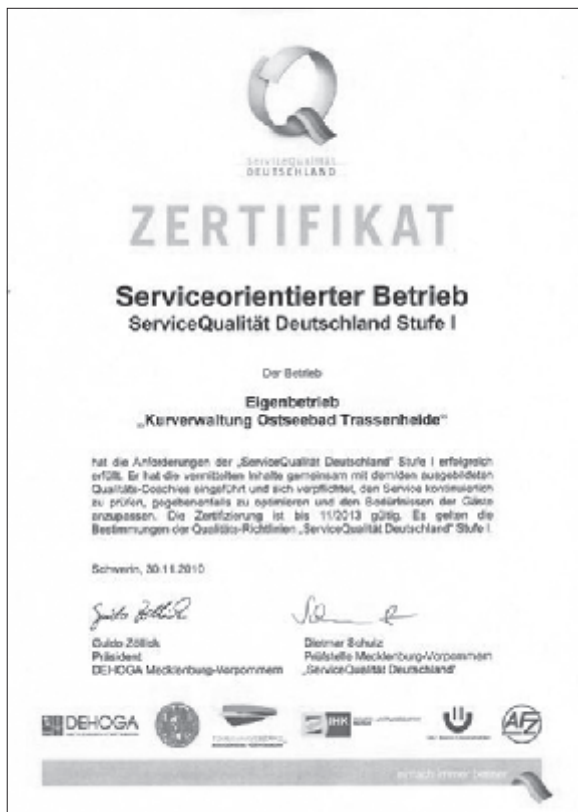 ServiceQualität
DEUTSCHLAND
ZERTIFIKAT
Serviceorientierter Betrieb
ServiceQualität Deutschland Stufe I
Der Betrieb
Eigenbetrieb
„Kurverwaltung Ostseebad Trassenheide“
hat die Anforderungen der „ServiceQualität Deutschland“ Stufe I erfolgreich
erfüllt. Er hat die vermittelten Inhalte gemeinsam mit dem/den ausgebildeten
Qualitäts-Coach/es eingeführt und sich verpflichtet, den Service kontinuierlich
zu prüfen, gegebenenfalls zu optimieren und den Bedürfnissen der Gäste
anzupassen. Die Zertifizierung ist bis 11/2013 gültig. Es gelten die
Bestimmungen der Qualitäts-Richtlinien „ServiceQualität Deutschland“ Stufe I.
Schwerin, 30.11.2010
Guido Zöllick
Präsident
DEHOGA Mecklenburg-Vorpommern
Dietmar Schulz
Prüfstelle Mecklenburg-Vorpommern
„ServiceQualität Deutschland“
DEHOGA
IHK
AFZ
einfach immer besser